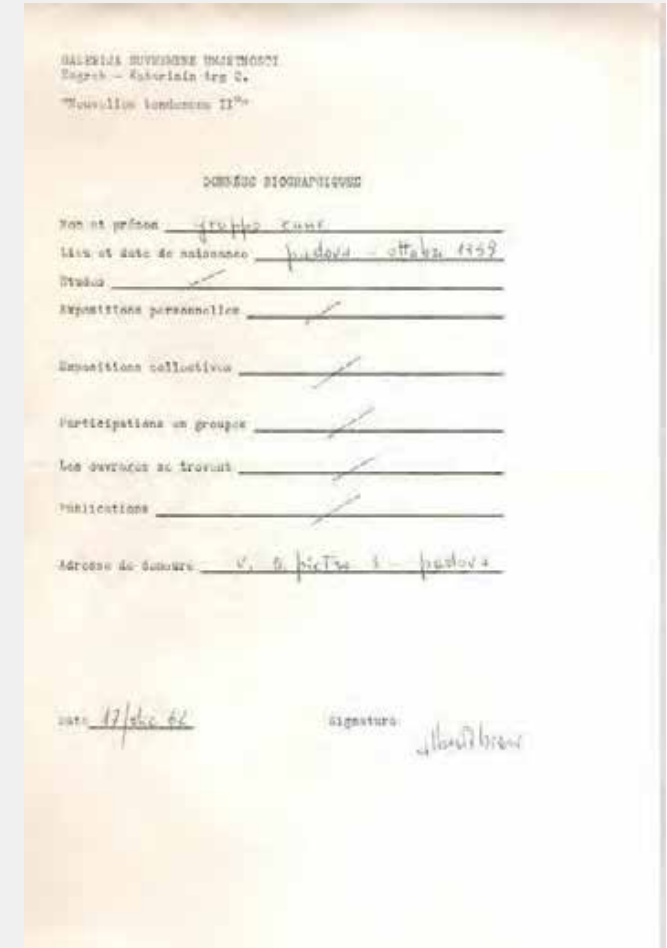 GALERIJA SUVREMENE UMJETNOSTI
Zagreb - Katarinin trg 2.
"Nouvelles tendances II"
DONNÉES BIOGRAPHIQUES
Nom et prénom gruppo enne
Lieu et date de naissance padova - ottobre 1959
Etudes /
Expositions personnelles /
Expositions collectives /
Participations en groupes /
Les ouvrages se trouvent /
Publications /
Adresse de demeure v. S. pietro 3 - padova
Date 17/dic 62
Signature